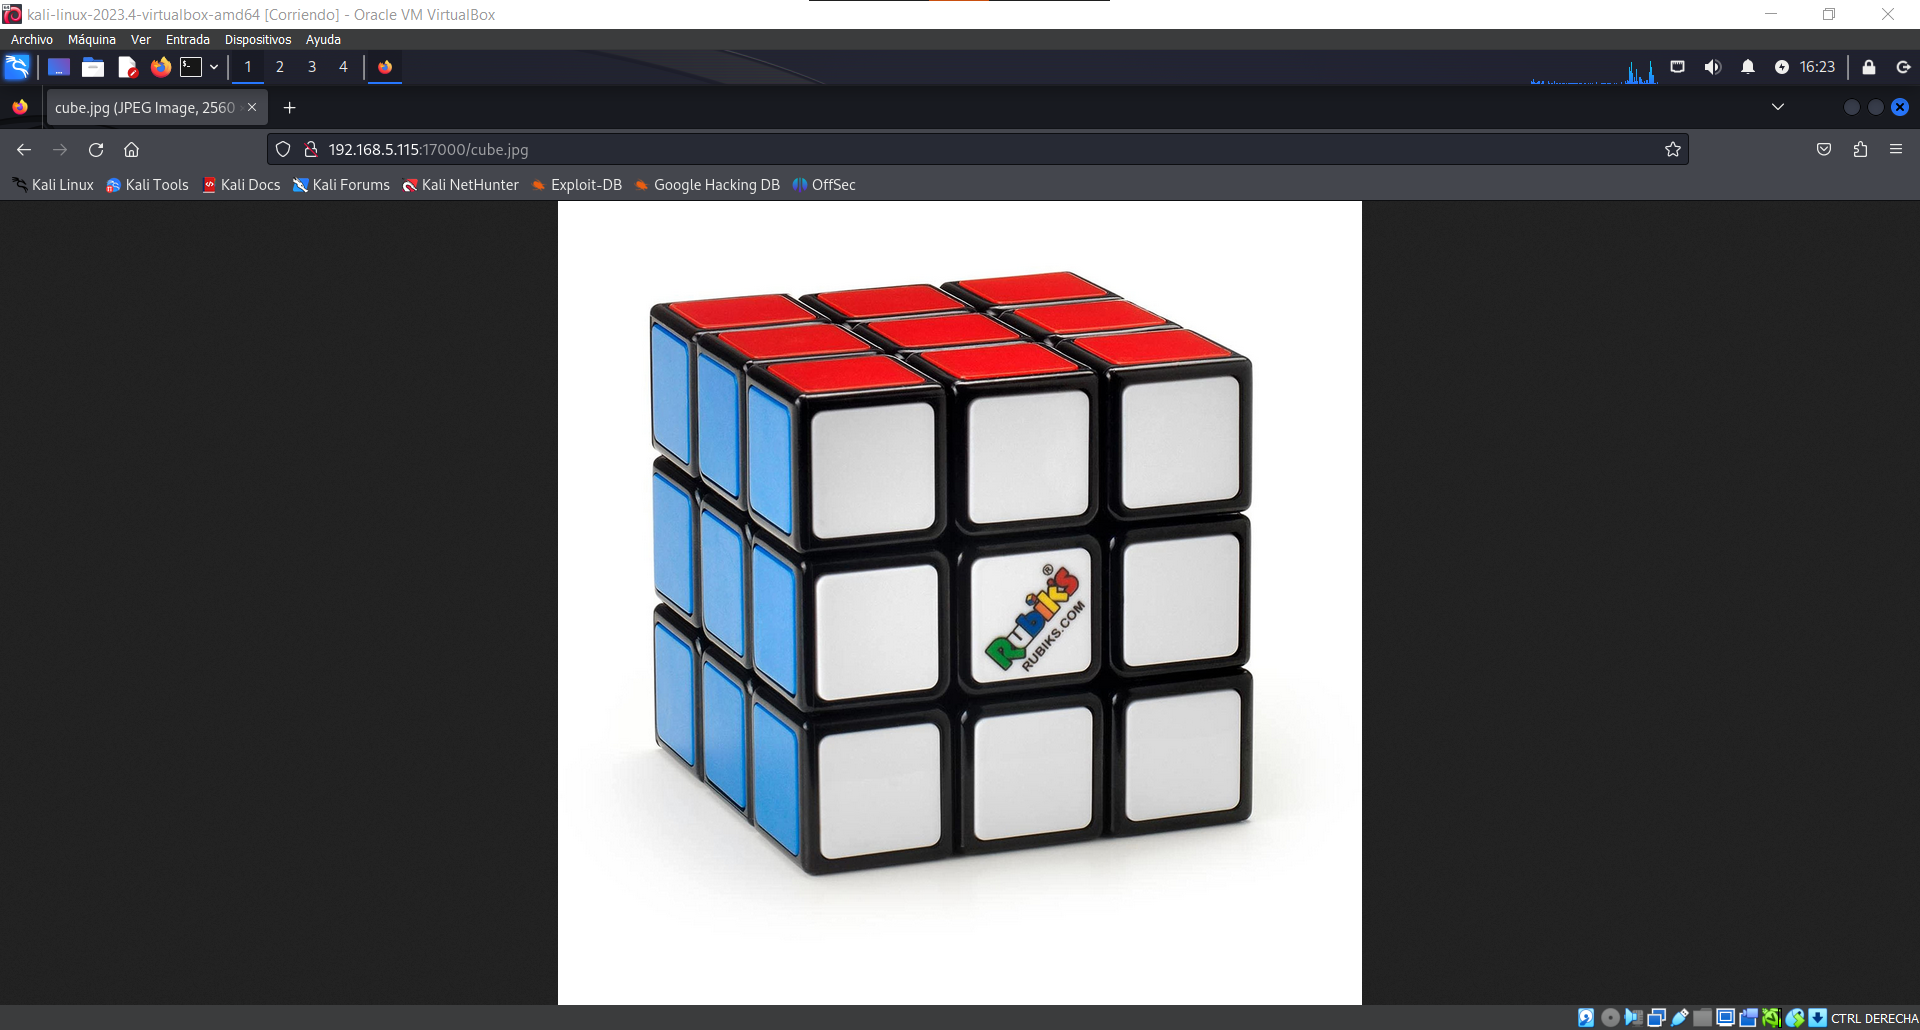 kali-linux-2023.4-virtualbox-amd64 [Corriendo] - Oracle VM VirtualBox
Archivo Máquina Ver Entrada Dispositivos Ayuda
1 2 3 4 16:23
cube.jpg (JPEG Image, 2560
192.168.5.115:17000/cube.jpg
Kali Linux Kali Tools Kali Docs Kali Forums Kali NetHunter Exploit-DB Google Hacking DB OffSec
®
Rubik's
RUBIKS.COM
CTRL DERECHA